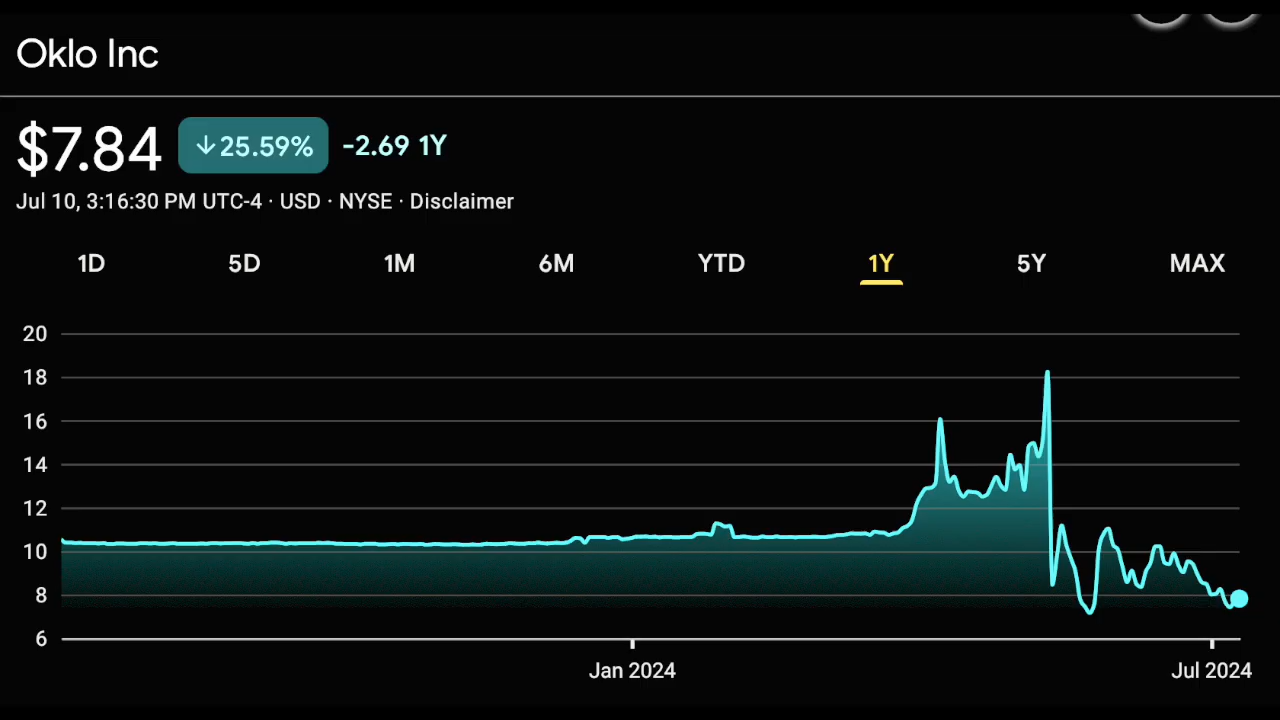 Oklo Inc
$7.84 ↓25.59% -2.69 1Y
Jul 10, 3:16:30 PM UTC-4 · USD · NYSE · Disclaimer
1D 5D 1M 6M YTD 1Y 5Y MAX
20
18
16
14
12
10
8
6
Jan 2024 Jul 2024